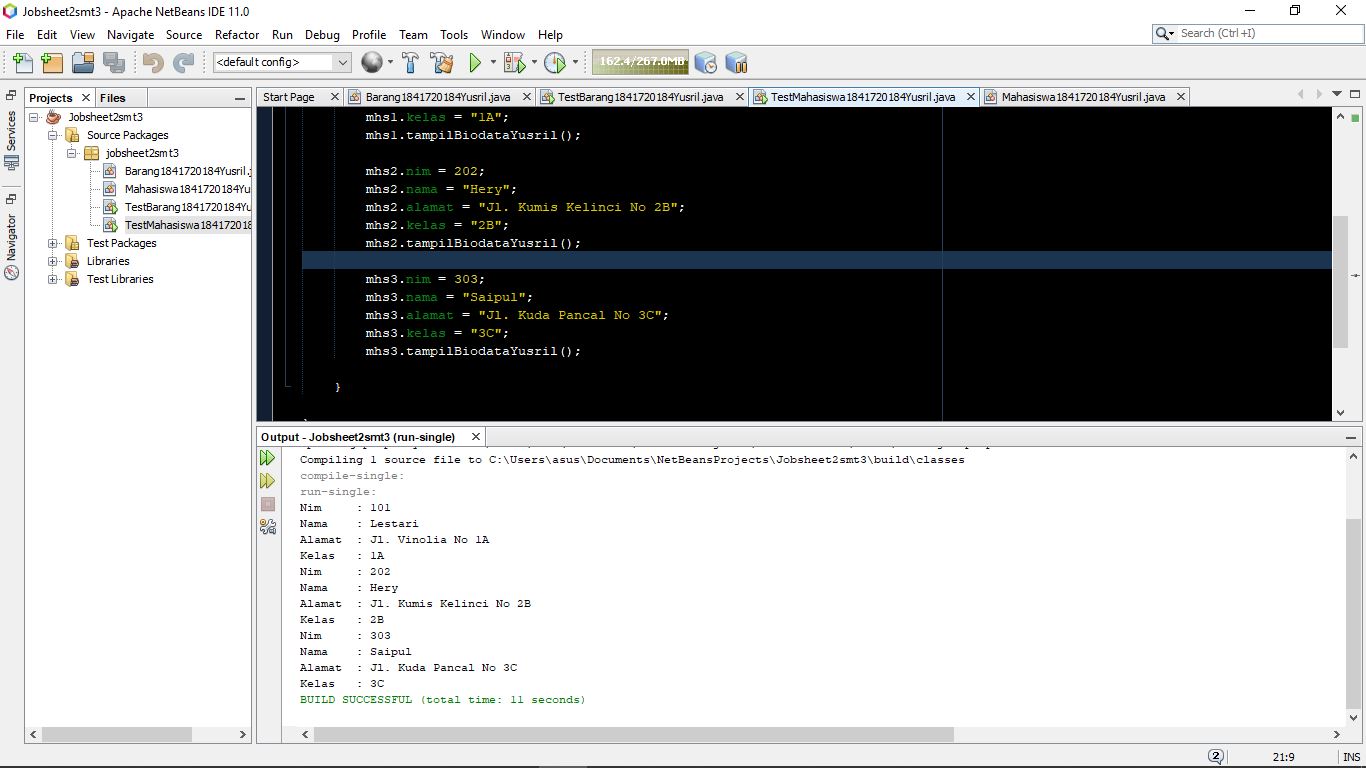 Jobsheet2smt3 - Apache NetBeans IDE 11.0
File Edit View Navigate Source Refactor Run Debug Profile Team Tools Window Help
Search (Ctrl+I)
<default config>
162.4/267.0MB
Projects
Files
Services
Navigator
Jobsheet2smt3
Source Packages
jobsheet2smt3
Barang1841720184Yusril.j
Mahasiswa1841720184Yu
TestBarang1841720184Yu
TestMahasiswa184172018
Test Packages
Libraries
Test Libraries
Start Page
Barang1841720184Yusril.java
TestBarang1841720184Yusril.java
TestMahasiswa1841720184Yusril.java
Mahasiswa1841720184Yusril.java
mhs1.kelas = "1A";
mhs1.tampilBiodataYusril();
mhs2.nim = 202;
mhs2.nama = "Hery";
mhs2.alamat = "Jl. Kumis Kelinci No 2B";
mhs2.kelas = "2B";
mhs2.tampilBiodataYusril();
mhs3.nim = 303;
mhs3.nama = "Saipul";
mhs3.alamat = "Jl. Kuda Pancal No 3C";
mhs3.kelas = "3C";
mhs3.tampilBiodataYusril();
}
Output - Jobsheet2smt3 (run-single)
Compiling 1 source file to C:\Users\asus\Documents\NetBeansProjects\Jobsheet2smt3\build\classes
compile-single:
run-single:
Nim : 101
Nama : Lestari
Alamat : Jl. Vinolia No 1A
Kelas : 1A
Nim : 202
Nama : Hery
Alamat : Jl. Kumis Kelinci No 2B
Kelas : 2B
Nim : 303
Nama : Saipul
Alamat : Jl. Kuda Pancal No 3C
Kelas : 3C
BUILD SUCCESSFUL (total time: 11 seconds)
2
21:9
INS